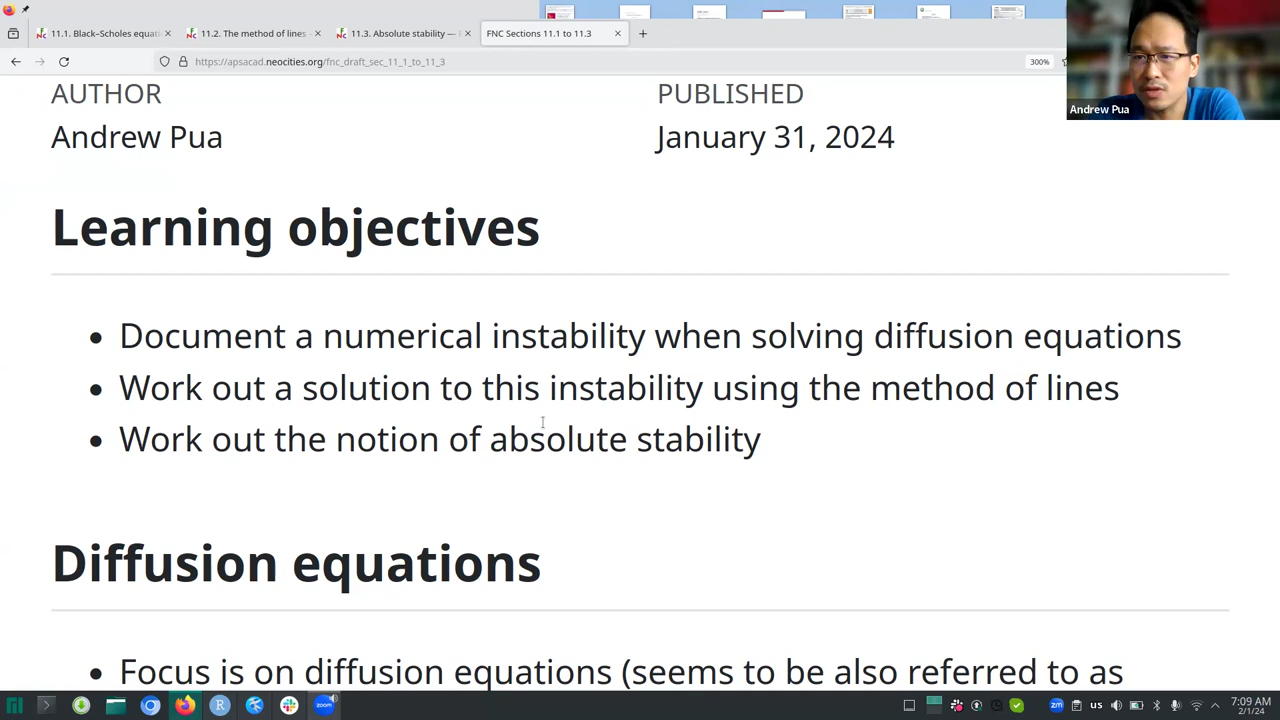 11.1. Black–Scholes equati
11.2. The method of lines
11.3. Absolute stability —
FNC Sections 11.1 to 11.3
https://apsacad.neocities.org/fnc_draft_sec_11_1_to_11_3
300%
Andrew Pua
AUTHOR
PUBLISHED
Andrew Pua
January 31, 2024
Learning objectives
Document a numerical instability when solving diffusion equations
Work out a solution to this instability using the method of lines
Work out the notion of absolute stability
Diffusion equations
Focus is on diffusion equations (seems to be also referred to as
zoom
zm
us
7:09 AM
2/1/24